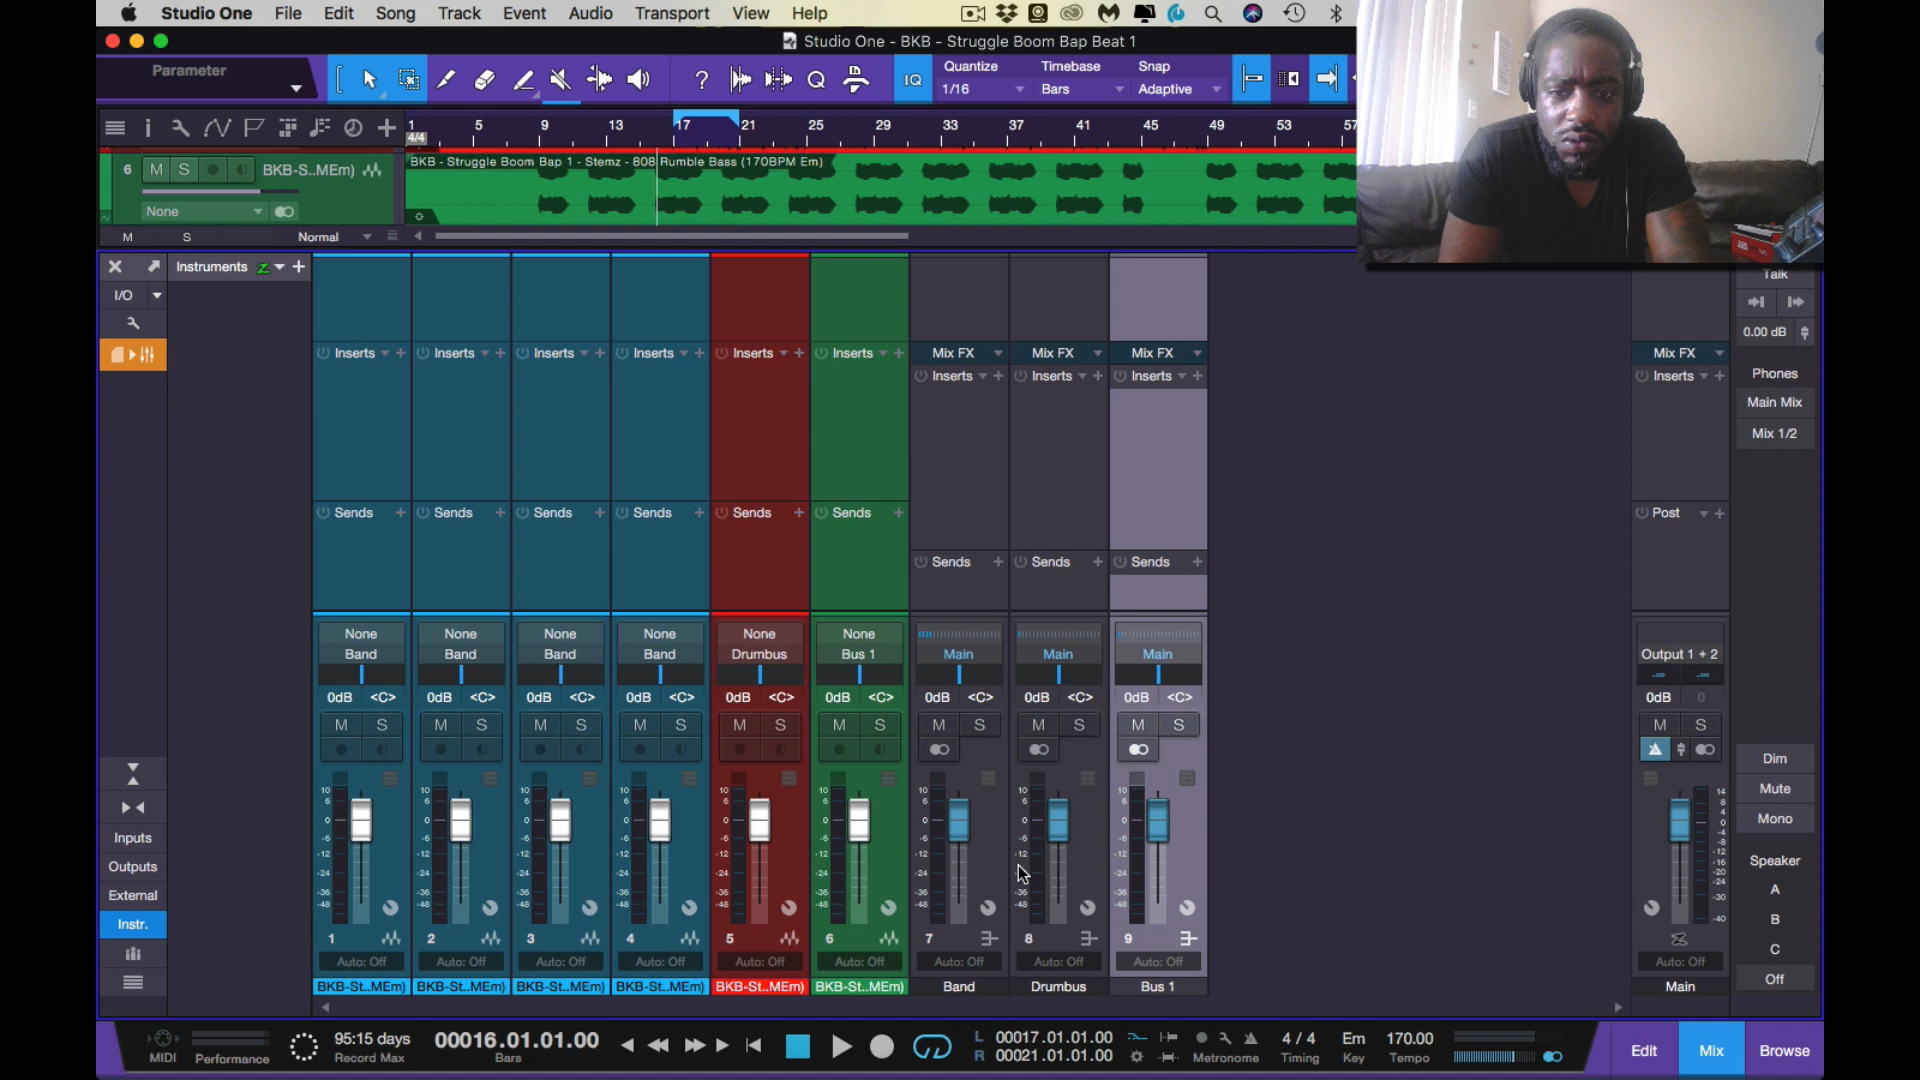 Studio One File Edit Song Track Event Audio Transport View Help
Studio One - BKB - Struggle Boom Bap Beat 1
Parameter
? Q IQ
Quantize Timebase Snap
1/16 Bars Adaptive
1 5 9 13 17 21 25 29 33 37 41 45 49 53 57
4/4
6 M S BKB-S..MEm)
BKB - Struggle Boom Bap 1 - Stemz - 808 Rumble Bass (170BPM Em)
None
M S Normal
Instruments
I/O
Talk
0.00 dB
Inserts Inserts Inserts Inserts Inserts Inserts Mix FX Mix FX Mix FX Mix FX
Inserts Inserts Inserts Inserts
Phones
Main Mix
Mix 1/2
Sends Sends Sends Sends Sends Sends Post
Sends Sends Sends
None None None None None None
Band Band Band Band Drumbus Bus 1 Main Main Main Output 1 + 2
0dB <C> 0dB <C> 0dB <C> 0dB <C> 0dB <C> 0dB <C> 0dB <C> 0dB <C> 0dB <C> 0dB 0
M S M S M S M S M S M S M S M S M S M S
Dim
Mute
Mono
Inputs
Outputs
External
Instr.
Speaker
A
B
C
Off
1 2 3 4 5 6 7 8 9
Auto: Off Auto: Off Auto: Off Auto: Off Auto: Off Auto: Off Auto: Off Auto: Off Auto: Off Auto: Off
BKB-St..MEm) BKB-St..MEm) BKB-St..MEm) BKB-St..MEm) BKB-St..MEm) BKB-St..MEm) Band Drumbus Bus 1 Main
MIDI Performance
95:15 days
Record Max
00016.01.01.00
Bars
L 00017.01.01.00
R 00021.01.01.00
Metronome
4 / 4
Timing
Em
Key
170.00
Tempo
Edit Mix Browse